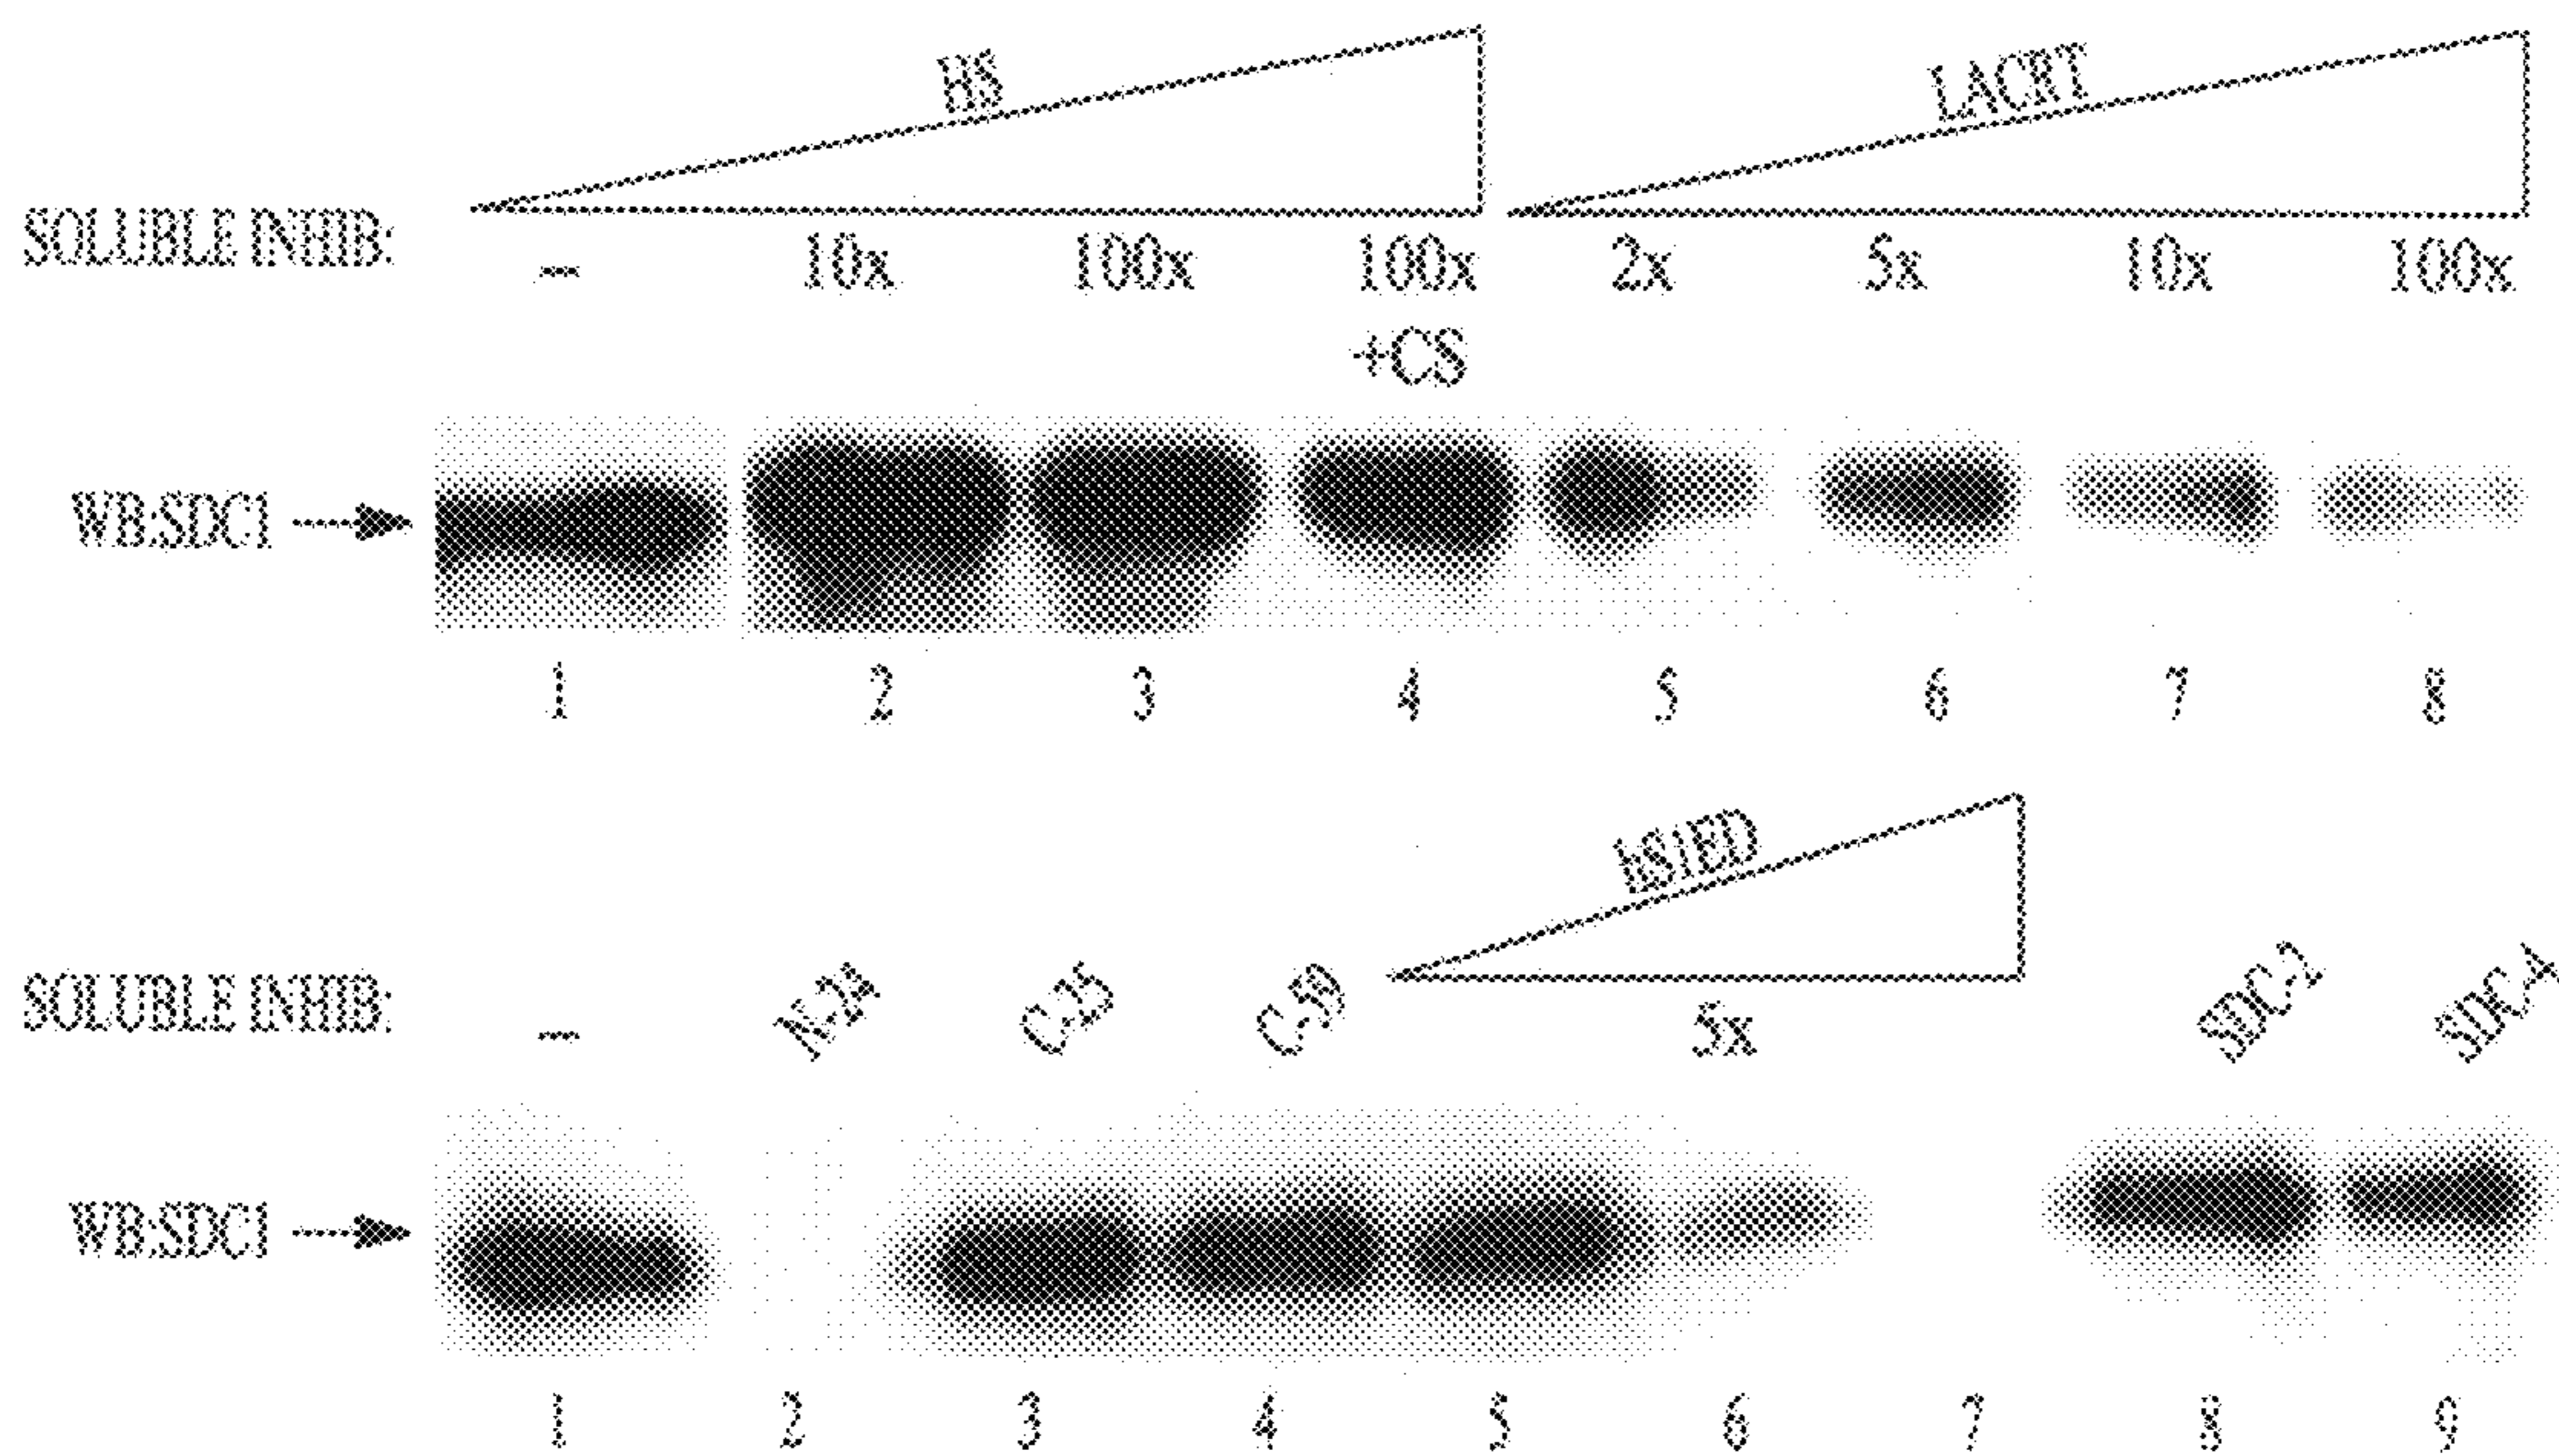 HS
LACRT
SOLUBLE INHIB: – 10x 100x 100x 2x 5x 10x 100x
+CS
WB:SDC1
1 2 3 4 5 6 7 8
hS1ED
SOLUBLE INHIB: – N-24 C-25 C-59 5x SDC-2 SDC-4
WB:SDC1
1 2 3 4 5 6 7 8 9